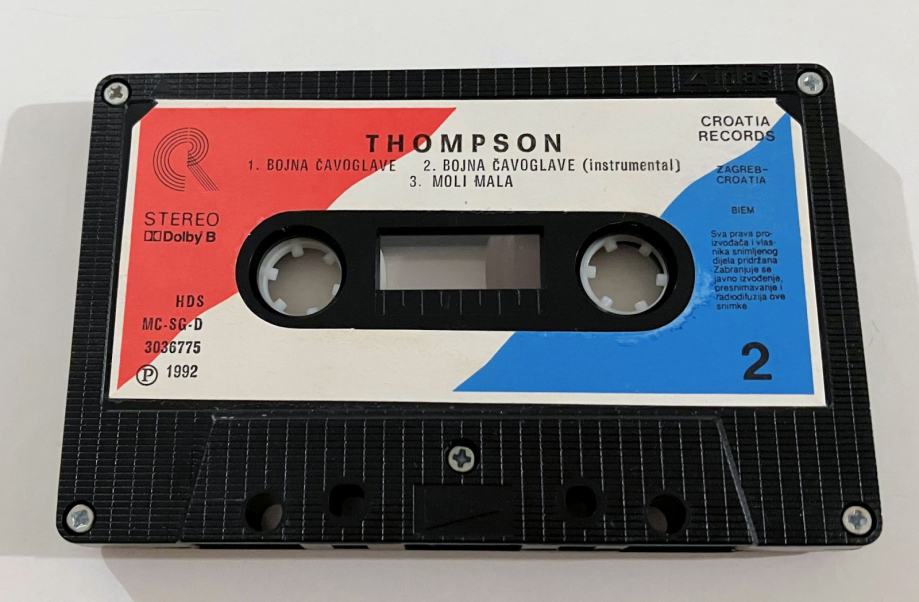 THOMPSON
1. BOJNA ČAVOGLAVE 2. BOJNA ČAVOGLAVE (instrumental)
3. MOLI MALA
STEREO
Dolby B
HDS
MC-SG-D
3036775
Ⓟ 1992
CROATIA
RECORDS
ZAGREB-
CROATIA
BIEM
Sva prava pro-
izvođača i vlas-
nika snimljenog
dijela pridržana
Zabranjuje se
javno izvođenje,
presnimavanje i
radiodifuzija ove
snimke
2